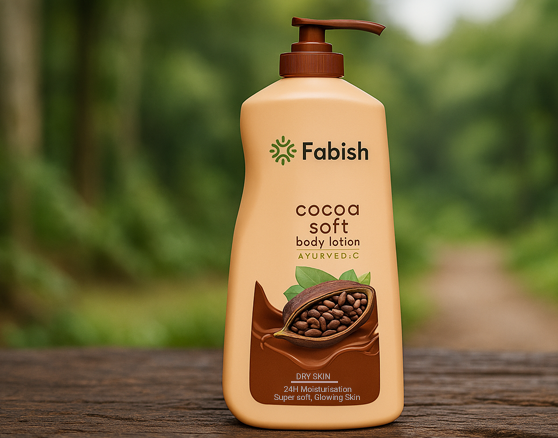 Fabish
cocoa
soft
body lotion
AYURVEDiC
DRY SKIN
24H Moisturisation
Super soft, Glowing Skin